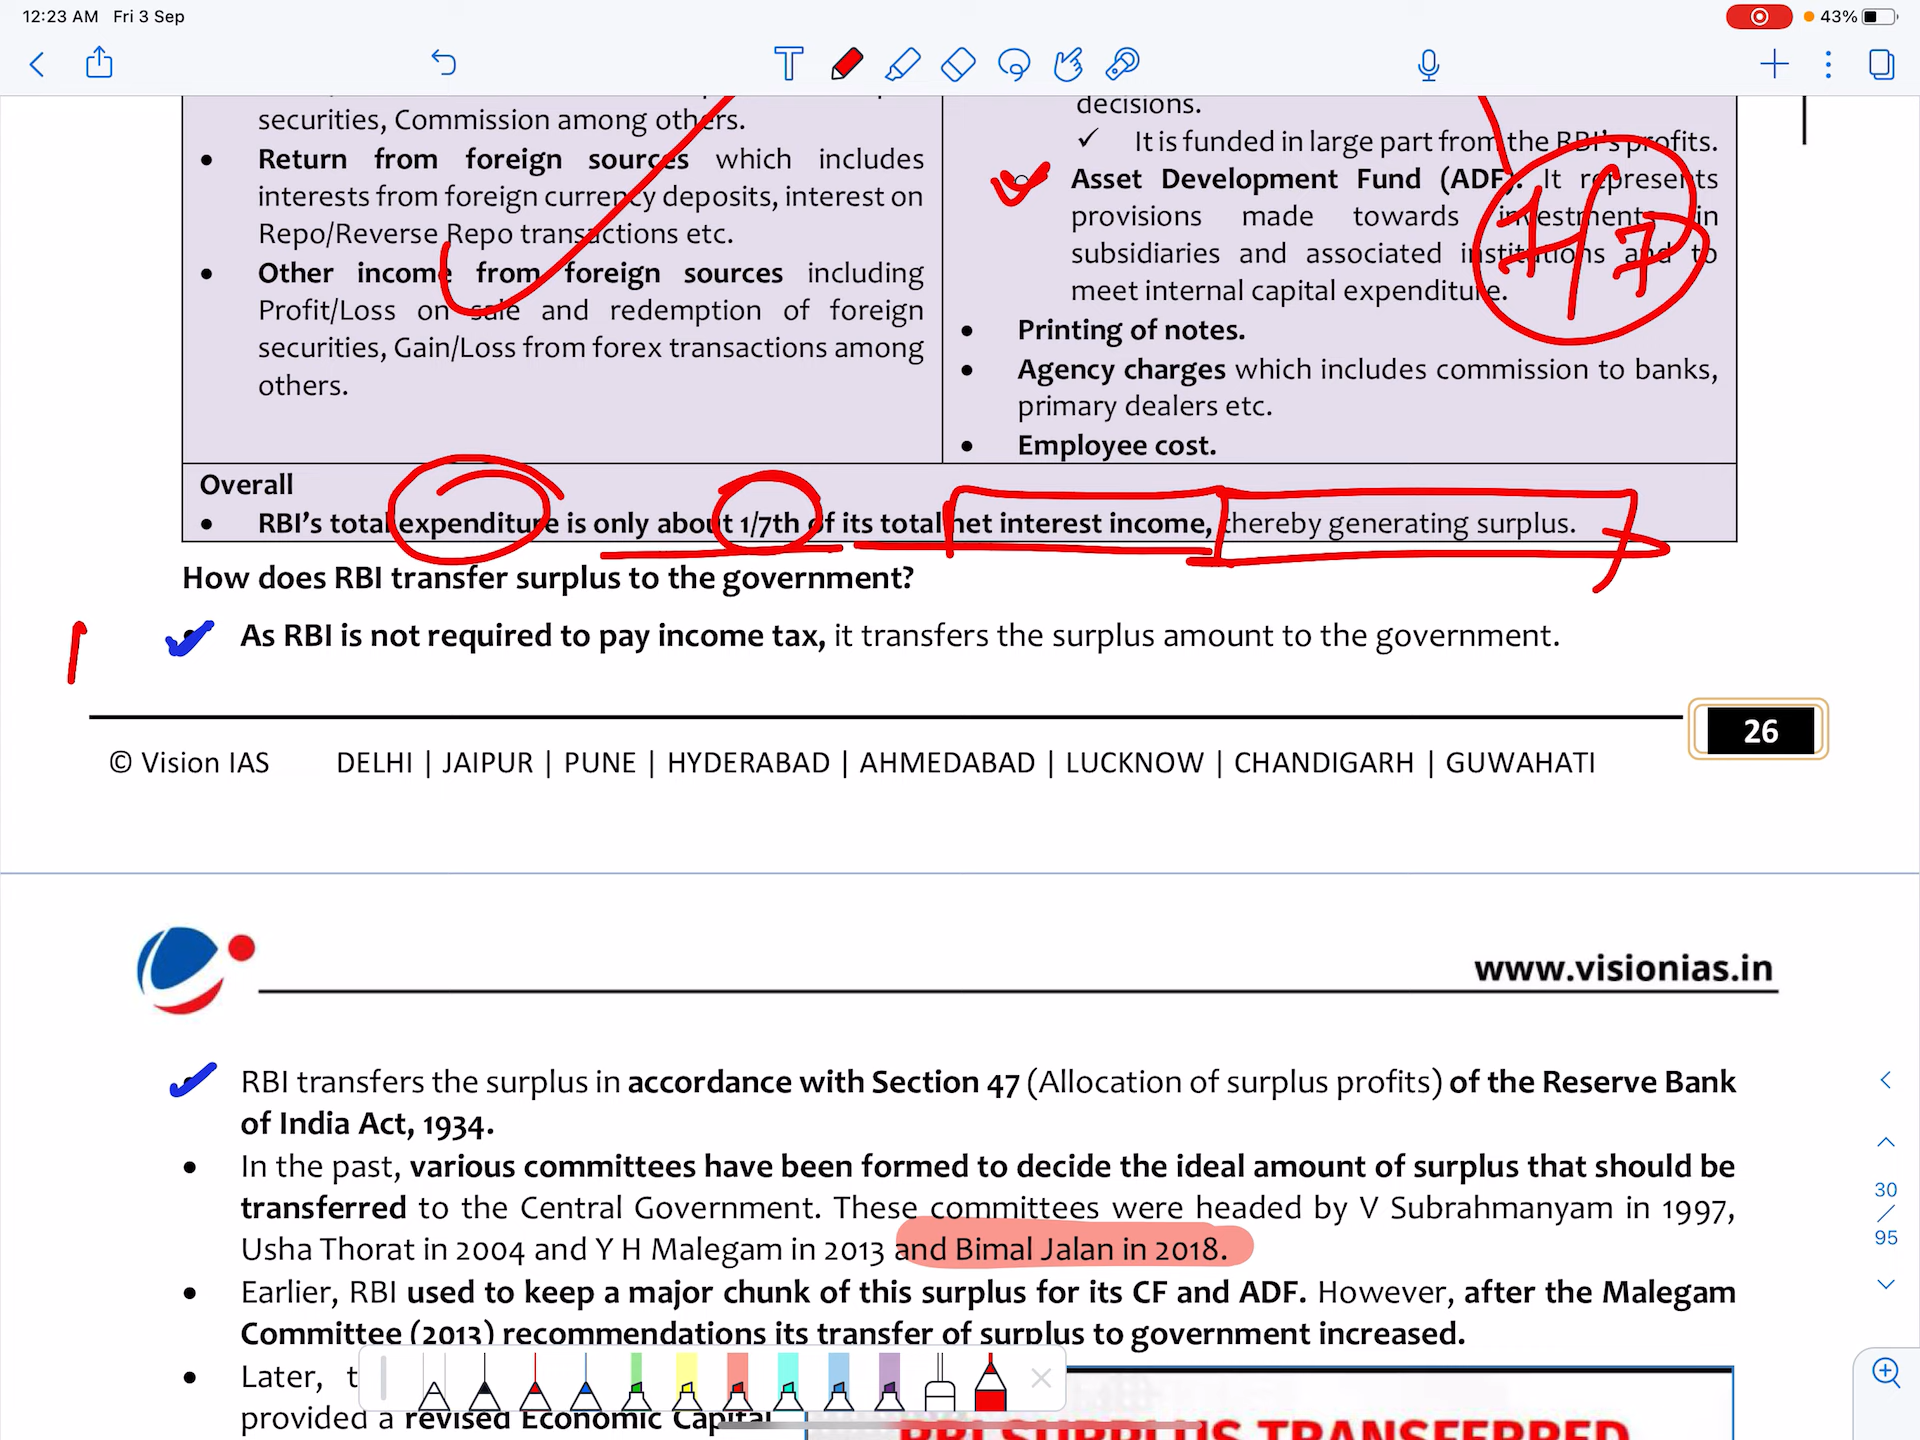 12:23 AM Fri 3 Sep
43%
securities, Commission among others.
• Return from foreign sources which includes
interests from foreign currency deposits, interest on
Repo/Reverse Repo transactions etc.
• Other income from foreign sources including
Profit/Loss on sale and redemption of foreign
securities, Gain/Loss from forex transactions among
others.
decisions.
✓ It is funded in large part from the RBI's profits.
Asset Development Fund (ADF). It represents
provisions made towards investments in
subsidiaries and associated institutions and to
meet internal capital expenditure.
1/7
• Printing of notes.
• Agency charges which includes commission to banks,
primary dealers etc.
• Employee cost.
Overall
• RBI's total expenditure is only about 1/7th of its total net interest income, thereby generating surplus.
How does RBI transfer surplus to the government?
As RBI is not required to pay income tax, it transfers the surplus amount to the government.
26
© Vision IAS DELHI | JAIPUR | PUNE | HYDERABAD | AHMEDABAD | LUCKNOW | CHANDIGARH | GUWAHATI
www.visionias.in
RBI transfers the surplus in accordance with Section 47 (Allocation of surplus profits) of the Reserve Bank
of India Act, 1934.
• In the past, various committees have been formed to decide the ideal amount of surplus that should be
transferred to the Central Government. These committees were headed by V Subrahmanyam in 1997,
Usha Thorat in 2004 and Y H Malegam in 2013 and Bimal Jalan in 2018.
• Earlier, RBI used to keep a major chunk of this surplus for its CF and ADF. However, after the Malegam
Committee (2013) recommendations its transfer of surplus to government increased.
• Later,
provided a revised Economic Capital
RBI SURPLUS TRANSFERRED
30
/
95